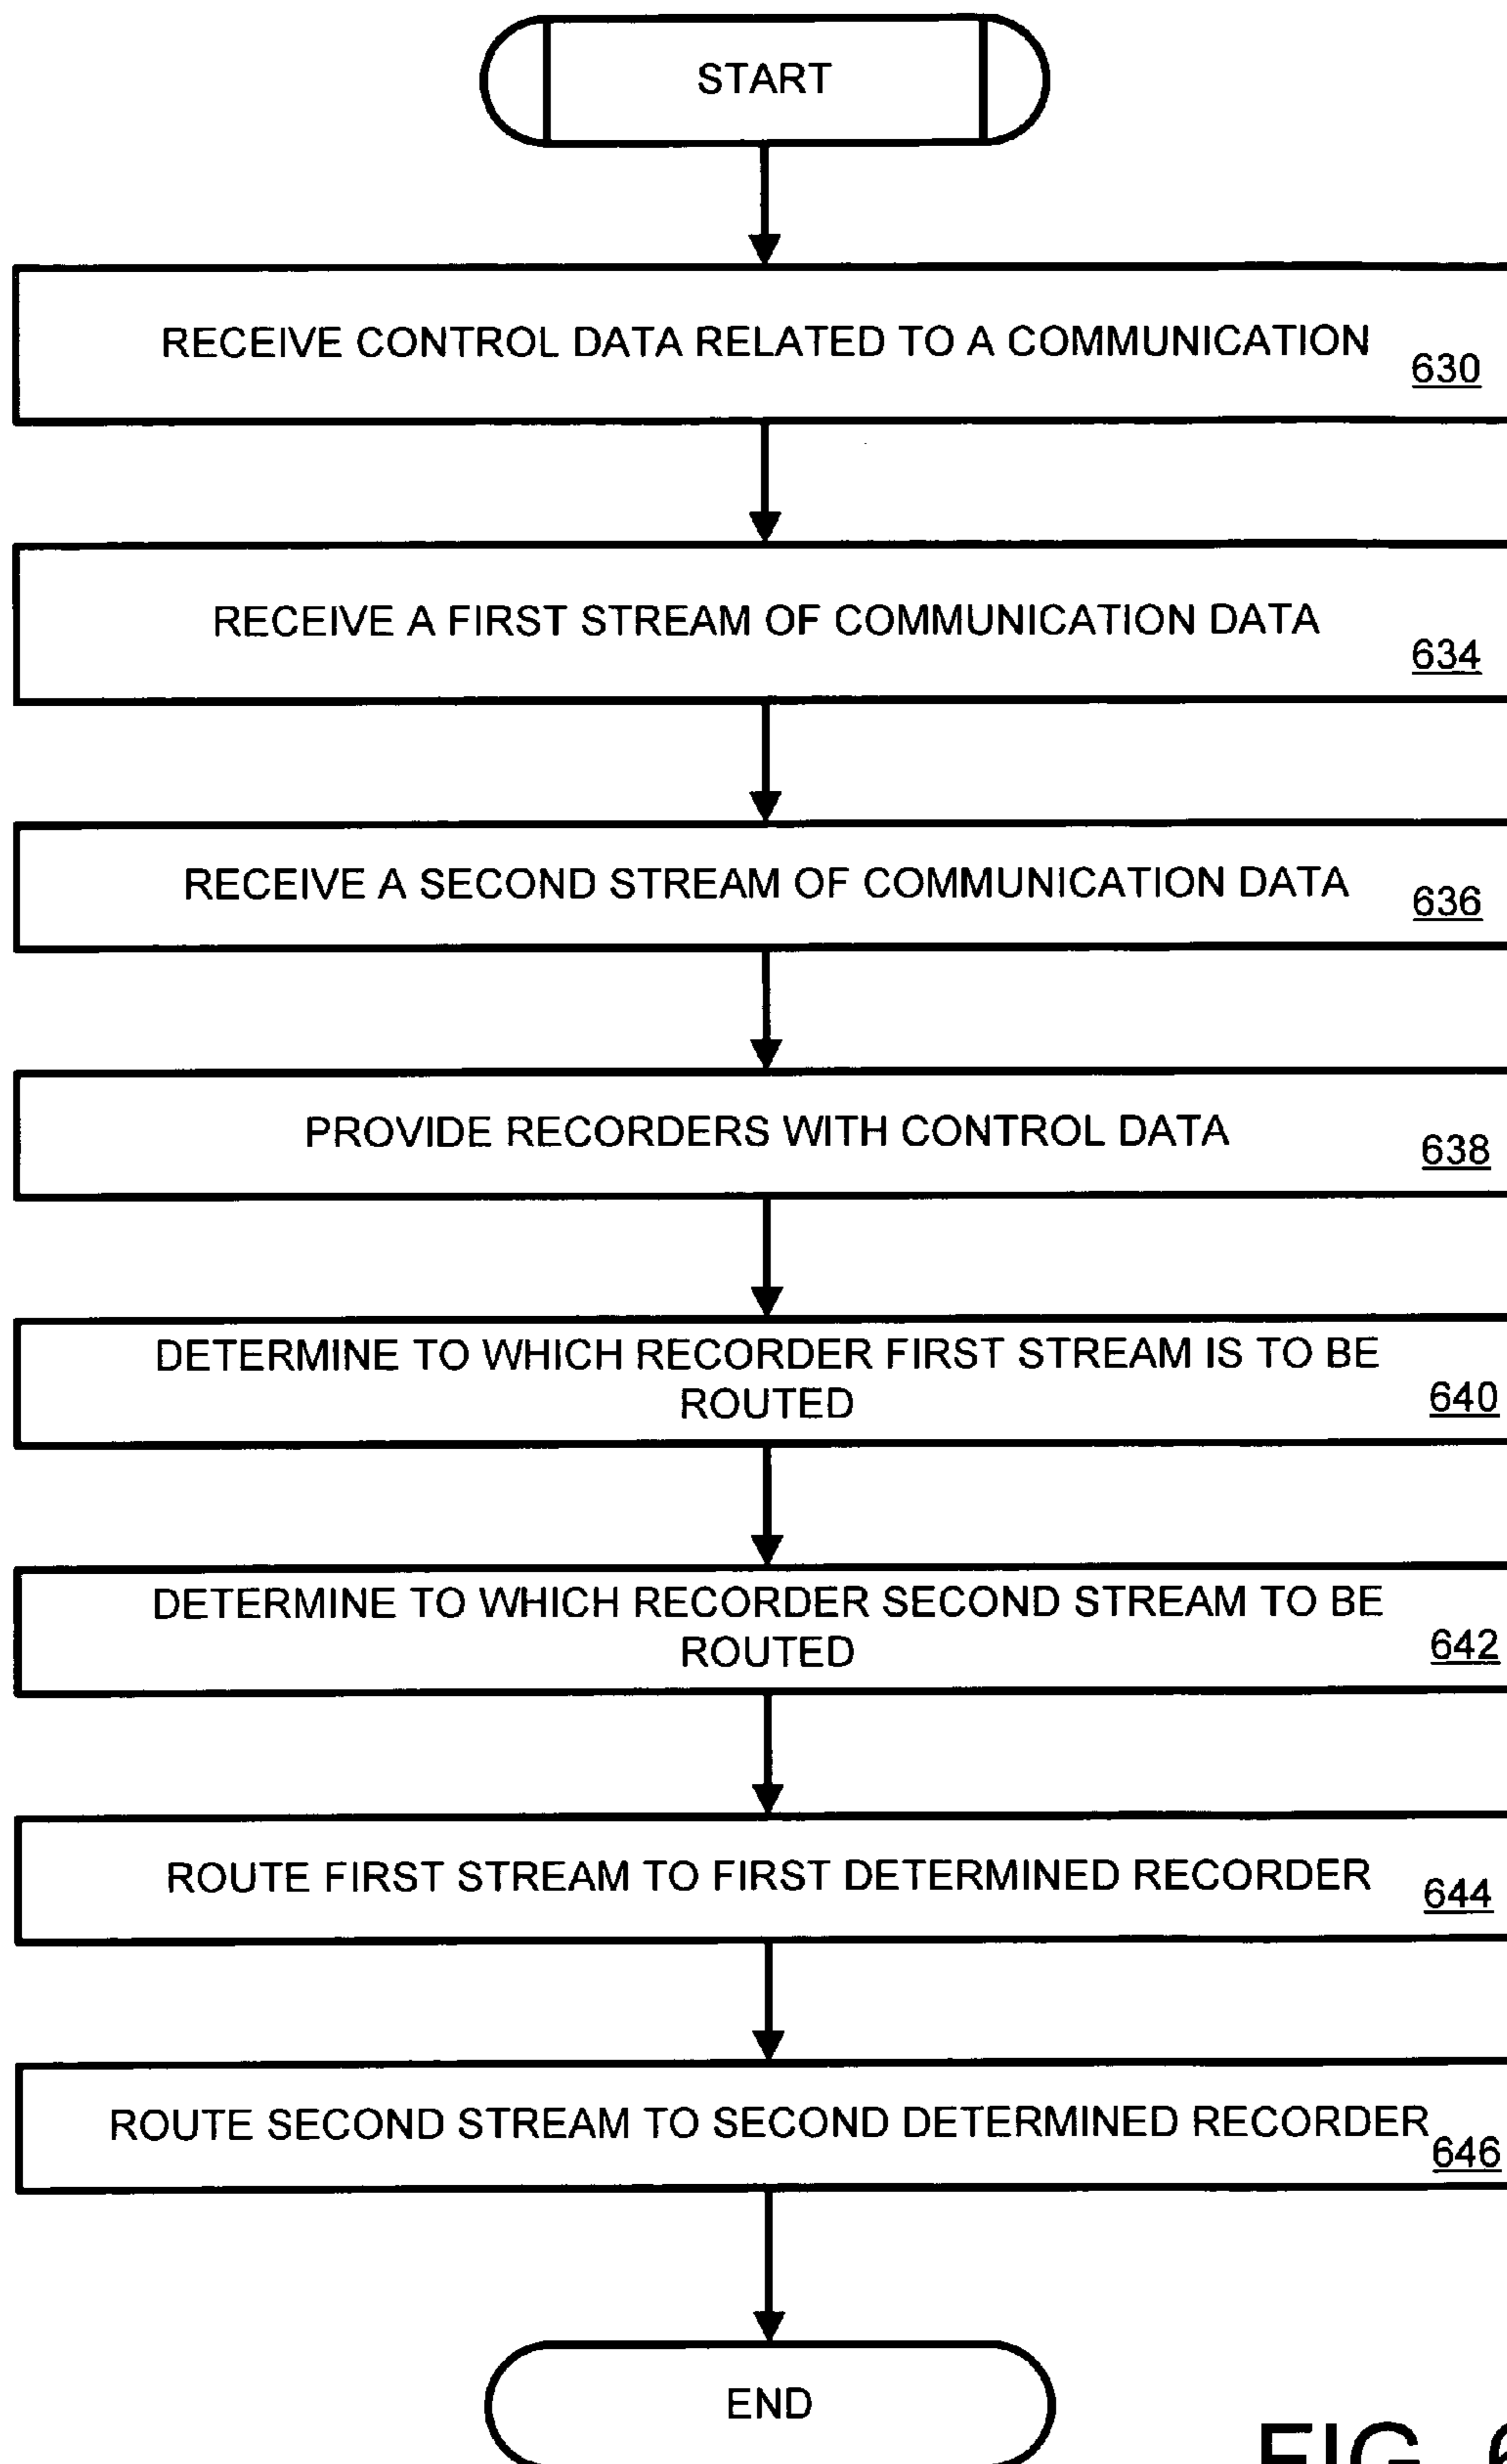 START
RECEIVE CONTROL DATA RELATED TO A COMMUNICATION
630
RECEIVE A FIRST STREAM OF COMMUNICATION DATA
634
RECEIVE A SECOND STREAM OF COMMUNICATION DATA
636
PROVIDE RECORDERS WITH CONTROL DATA
638
DETERMINE TO WHICH RECORDER FIRST STREAM IS TO BE
ROUTED
640
DETERMINE TO WHICH RECORDER SECOND STREAM TO BE
ROUTED
642
ROUTE FIRST STREAM TO FIRST DETERMINED RECORDER
644
ROUTE SECOND STREAM TO SECOND DETERMINED RECORDER
646
END
FIG. 6